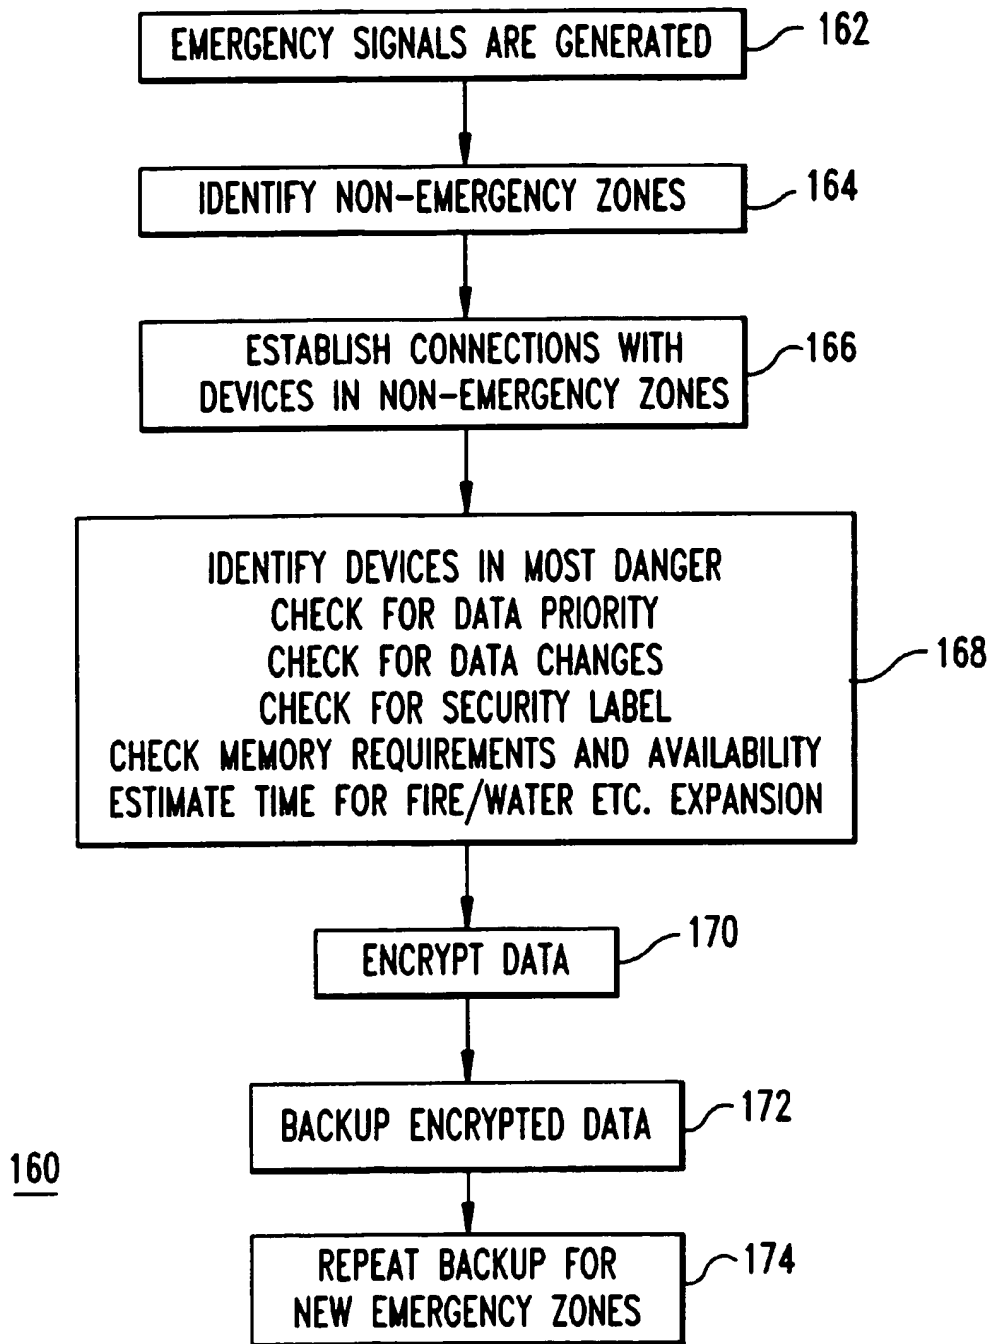 EMERGENCY SIGNALS ARE GENERATED
162
IDENTIFY NON-EMERGENCY ZONES
164
ESTABLISH CONNECTIONS WITH
DEVICES IN NON-EMERGENCY ZONES
166
IDENTIFY DEVICES IN MOST DANGER
CHECK FOR DATA PRIORITY
CHECK FOR DATA CHANGES
CHECK FOR SECURITY LABEL
CHECK MEMORY REQUIREMENTS AND AVAILABILITY
ESTIMATE TIME FOR FIRE/WATER ETC. EXPANSION
168
ENCRYPT DATA
170
BACKUP ENCRYPTED DATA
172
160
REPEAT BACKUP FOR
NEW EMERGENCY ZONES
174